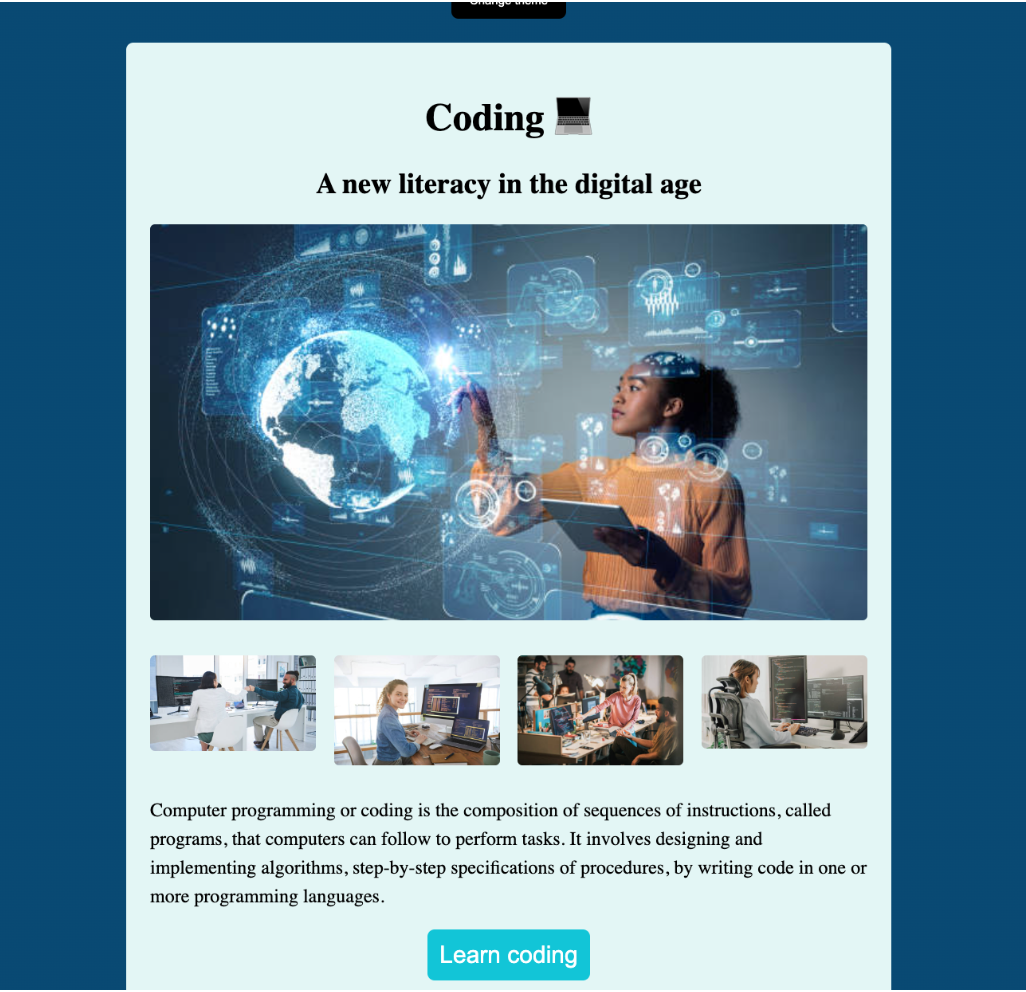 Change theme
Coding 💻
A new literacy in the digital age
Computer programming or coding is the composition of sequences of instructions, called
programs, that computers can follow to perform tasks. It involves designing and
implementing algorithms, step-by-step specifications of procedures, by writing code in one or
more programming languages.
Learn coding